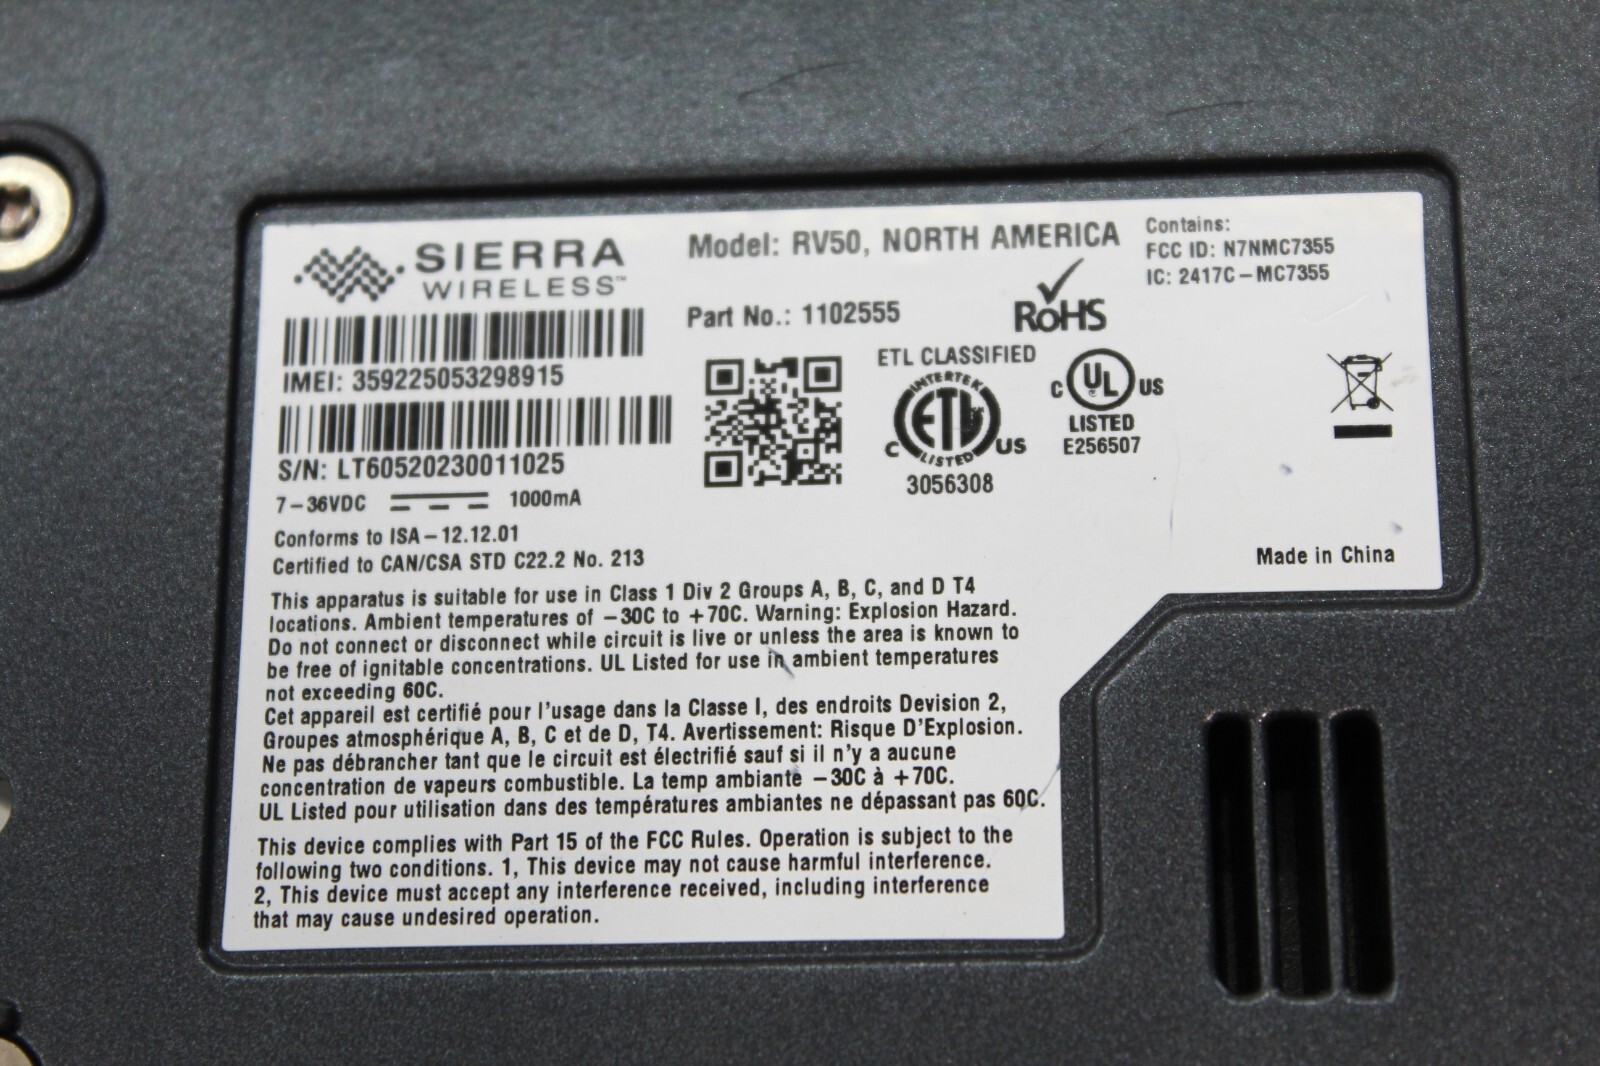 SIERRA
WIRELESS™
Model: RV50, NORTH AMERICA
Contains:
FCC ID: N7NMC7355
IC: 2417C-MC7355
Part No.: 1102555
RoHS
IMEI: 359225053298915
S/N: LT60520230011025
7-36VDC 1000mA
ETL CLASSIFIED
INTERTEK
ETL
C US
LISTED
3056308
C UL US
LISTED
E256507
Made in China
Conforms to ISA-12.12.01
Certified to CAN/CSA STD C22.2 No. 213
This apparatus is suitable for use in Class 1 Div 2 Groups A, B, C, and D T4
locations. Ambient temperatures of -30C to +70C. Warning: Explosion Hazard.
Do not connect or disconnect while circuit is live or unless the area is known to
be free of ignitable concentrations. UL Listed for use in ambient temperatures
not exceeding 60C.
Cet appareil est certifié pour l'usage dans la Classe I, des endroits Devision 2,
Groupes atmosphérique A, B, C et de D, T4. Avertissement: Risque D'Explosion.
Ne pas débrancher tant que le circuit est électrifié sauf si il n'y a aucune
concentration de vapeurs combustible. La temp ambiante -30C à +70C.
UL Listed pour utilisation dans des températures ambiantes ne dépassant pas 60C.
This device complies with Part 15 of the FCC Rules. Operation is subject to the
following two conditions. 1, This device may not cause harmful interference.
2, This device must accept any interference received, including interference
that may cause undesired operation.